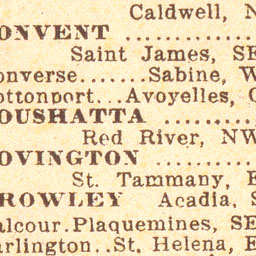 Caldwell, N
ONVENT ............
Saint James, SE
onverse.......Sabine, W
ottonport...Avoyelles, C
OUSHATTA .........
Red River, NW
OVINGTON .........
St. Tammany, E
ROWLEY Acadia, S
alcour.Plaquemines, SE
arlington..St. Helena, E